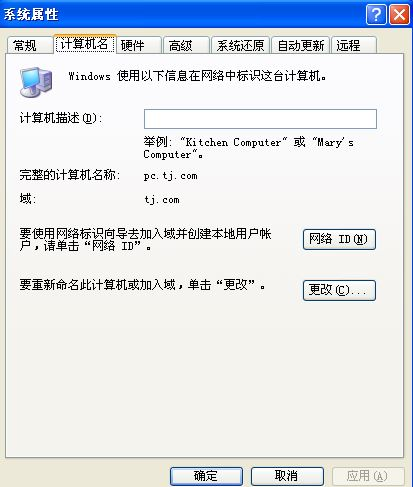 系统属性
常规 计算机名 硬件 高级 系统还原 自动更新 远程
Windows 使用以下信息在网络中标识这台计算机。
计算机描述(D):
举例: "Kitchen Computer" 或 "Mary's
Computer"。
完整的计算机名称: pc.tj.com
域: tj.com
要使用网络标识向导去加入域并创建本地用户帐
户，请单击“网络 ID”。
网络 ID(N)
要重新命名此计算机或加入域，单击“更改”。
更改(C)...
确定 取消 应用(A)